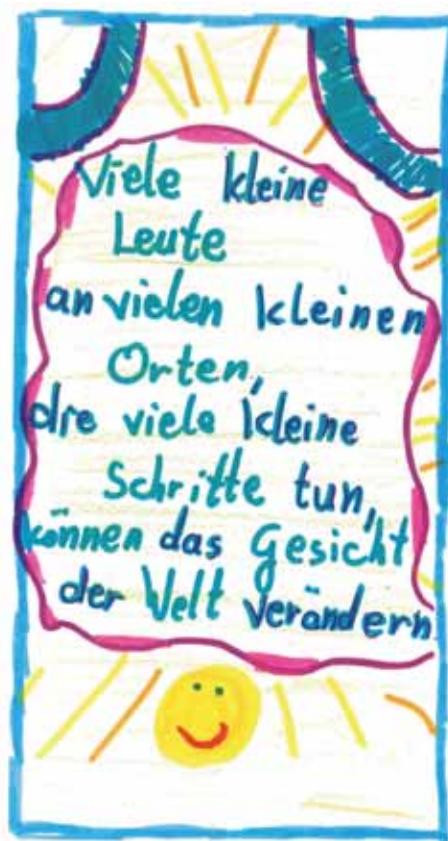 Viele kleine
Leute
an vielen kleinen
Orten,
die viele kleine
Schritte tun,
können das Gesicht
der Welt verändern